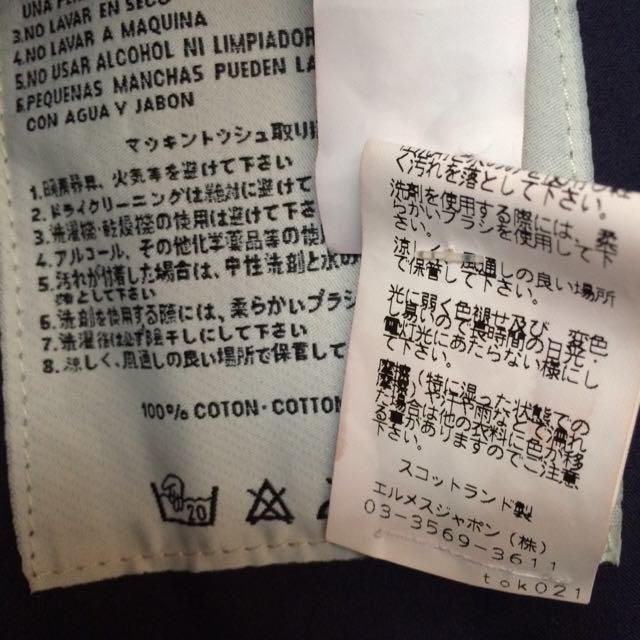 UNA
3.NO LAVAR EN SECO
4.NO LAVAR A MAQUINA
5.NO USAR ALCOHOL NI LIMPIADOR
6.PEQUENAS MANCHAS PUEDEN LA
CON AGUA Y JABON
マッキントッシュ取り
1. 暖房器具、火気等を避けて下さい
2. ドライクリーニングは絶対に避けて
3. 洗濯機・乾燥機の使用は避けて下さい
4. アルコール、その他化学薬品等の使
5. 汚れが付着した場合は、中性洗剤と水の
落として下さい
6. 洗剤を使用する際には、柔らかいブラシ
7. 洗濯後は必ず陰干しにして下さい
8. 涼しく、風通しの良い場所で保管して
100% COTON・COTTON
20
く汚れを落として下さい。
洗剤を使用する際には、柔
らかいブラシを使用して下
涼し 風通しの良い場所
で保管して下さい。
光に弱く色褪せ及び、変色
し易いので長時間の日光・
電灯光にあたらない様にし
て下さい。
摩擦（特に湿った状態での
摩擦）や汗や雨などで濡れ
た場合は他の衣料に色が移
る事がありますのでご注意
下さい。
スコットランド製
エルメスジャポン（株）
03-3569-3611
tok021